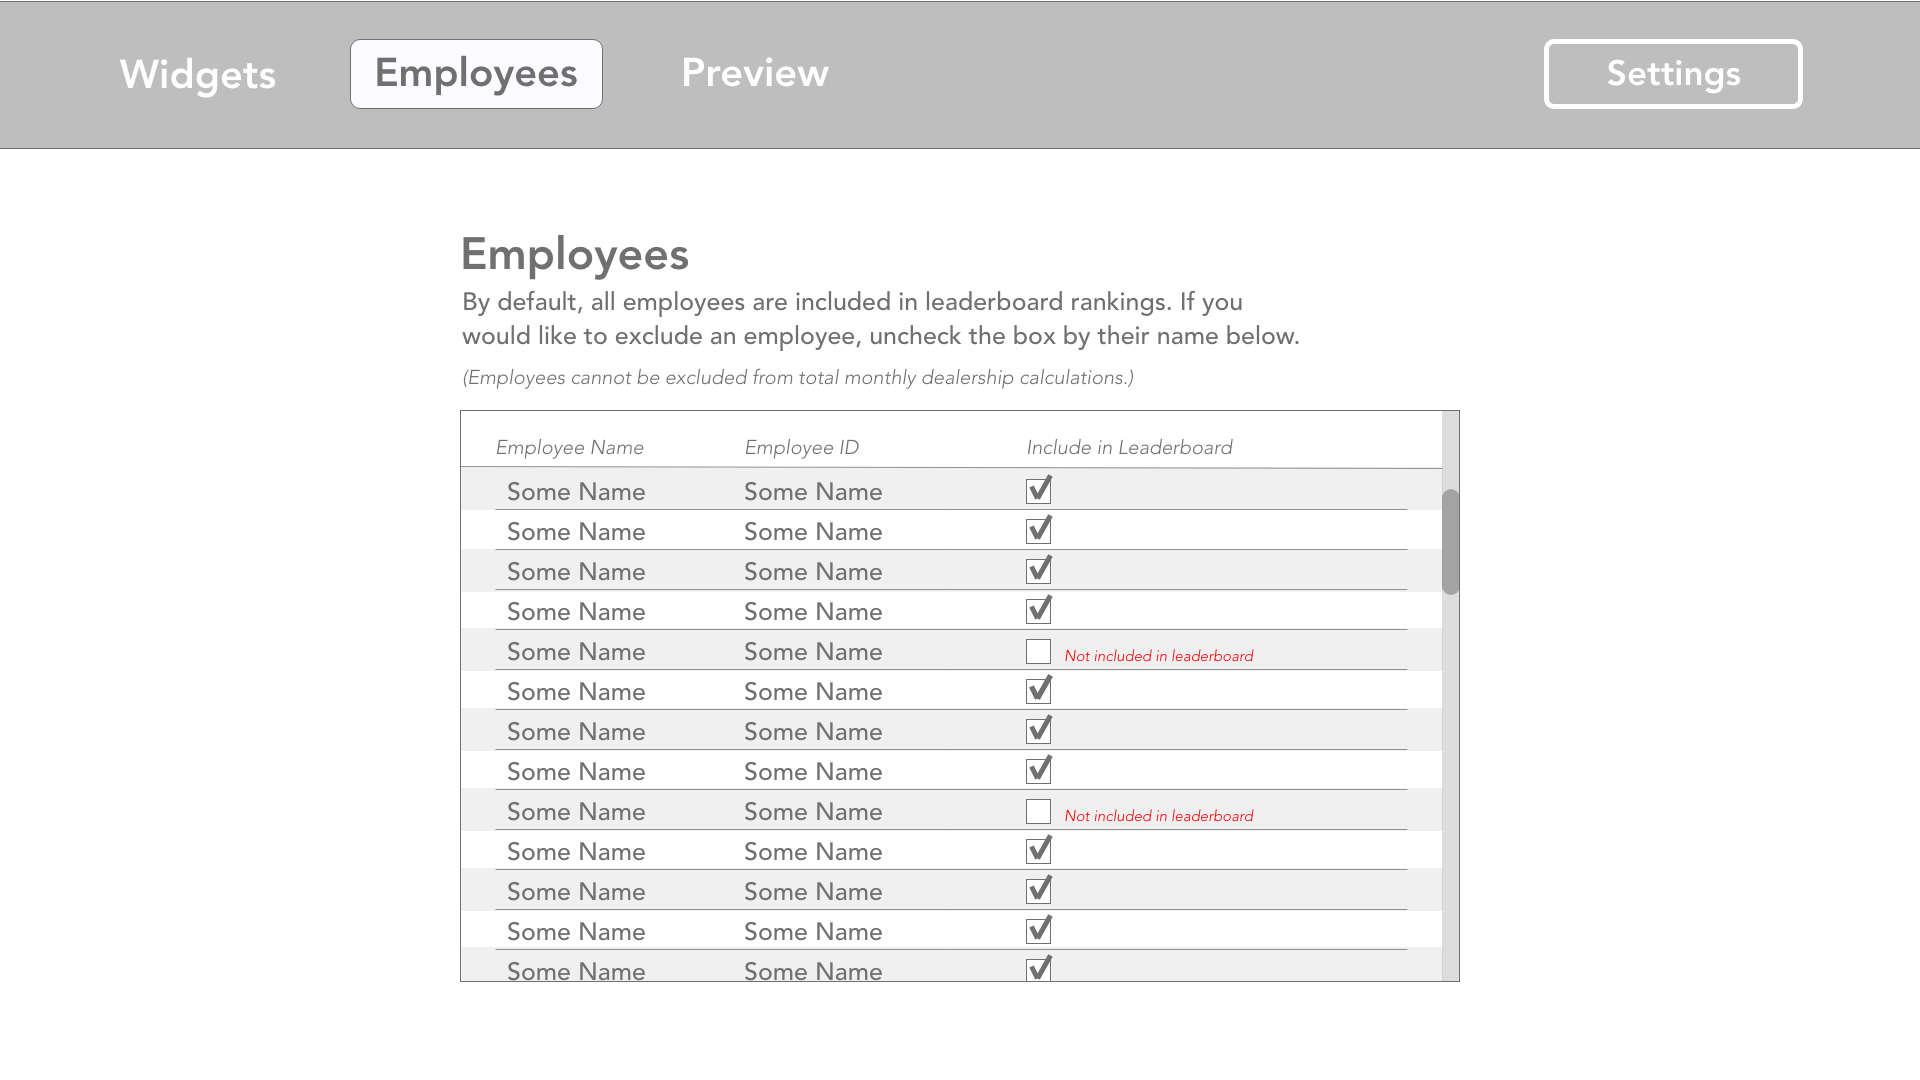 Widgets Employees Preview Settings
Employees
By default, all employees are included in leaderboard rankings. If you
would like to exclude an employee, uncheck the box by their name below.
(Employees cannot be excluded from total monthly dealership calculations.)
Employee Name Employee ID Include in Leaderboard
Some Name Some Name
Some Name Some Name
Some Name Some Name
Some Name Some Name
Some Name Some Name Not included in leaderboard
Some Name Some Name
Some Name Some Name
Some Name Some Name
Some Name Some Name Not included in leaderboard
Some Name Some Name
Some Name Some Name
Some Name Some Name
Some Name Some Name